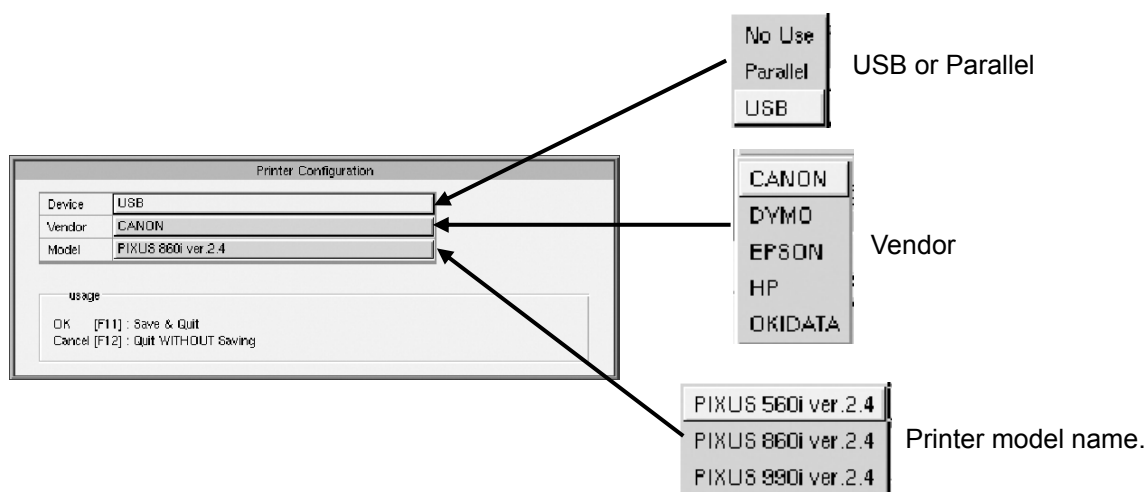 No Use
Parallel
USB
USB or Parallel
Printer Configuration
Device USB
Vendor CANON
Model PIXUS 860i ver.2.4
usage
OK [F11] : Save & Quit
Cancel [F12] : Quit WITHOUT Saving
CANON
DYMO
EPSON
HP
OKIDATA
Vendor
PIXUS 560i ver.2.4
PIXUS 860i ver.2.4
PIXUS 990i ver.2.4
Printer model name.